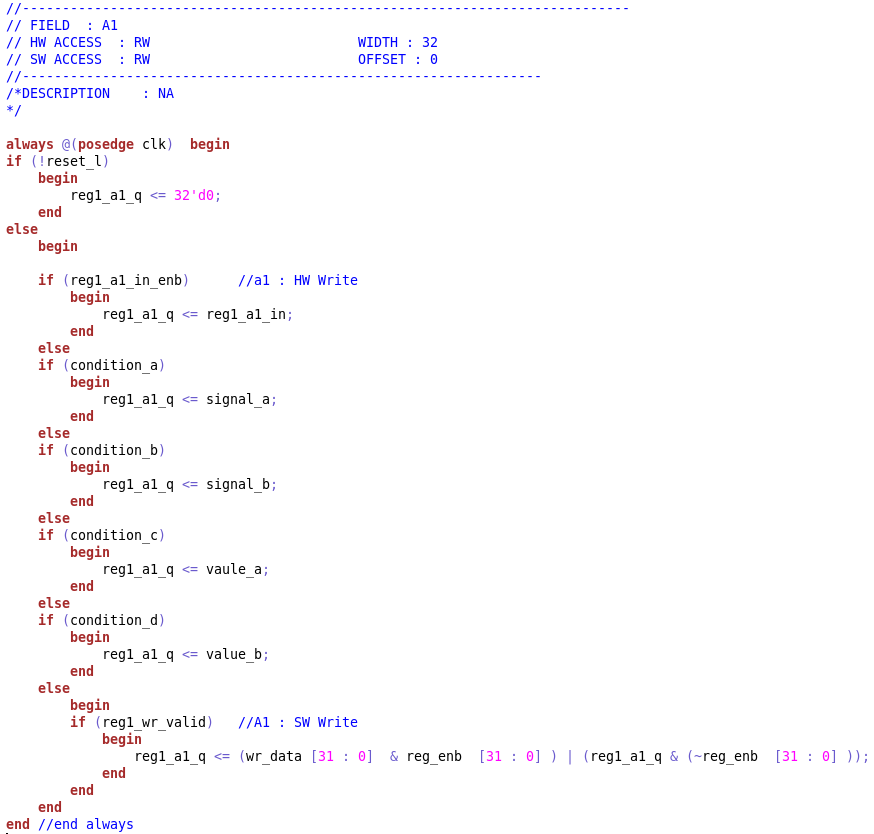 //----------------------------------------------------------------------------
// FIELD  : A1
// HW ACCESS  : RW                          WIDTH : 32
// SW ACCESS  : RW                          OFFSET : 0
//-----------------------------------------------------------------
/*DESCRIPTION    : NA
*/

always @(posedge clk)  begin
if (!reset_l)
    begin
        reg1_a1_q <= 32'd0;
    end
else
    begin

    if (reg1_a1_in_enb)      //a1 : HW Write
        begin
            reg1_a1_q <= reg1_a1_in;
        end
    else
    if (condition_a)
        begin
            reg1_a1_q <= signal_a;
        end
    else
    if (condition_b)
        begin
            reg1_a1_q <= signal_b;
        end
    else
    if (condition_c)
        begin
            reg1_a1_q <= vaule_a;
        end
    else
    if (condition_d)
        begin
            reg1_a1_q <= value_b;
        end
    else
        begin
        if (reg1_wr_valid)   //A1 : SW Write
            begin
                reg1_a1_q <= (wr_data [31 : 0]  & reg_enb  [31 : 0] ) | (reg1_a1_q & (~reg_enb  [31 : 0] ));
            end
        end
    end
end //end always